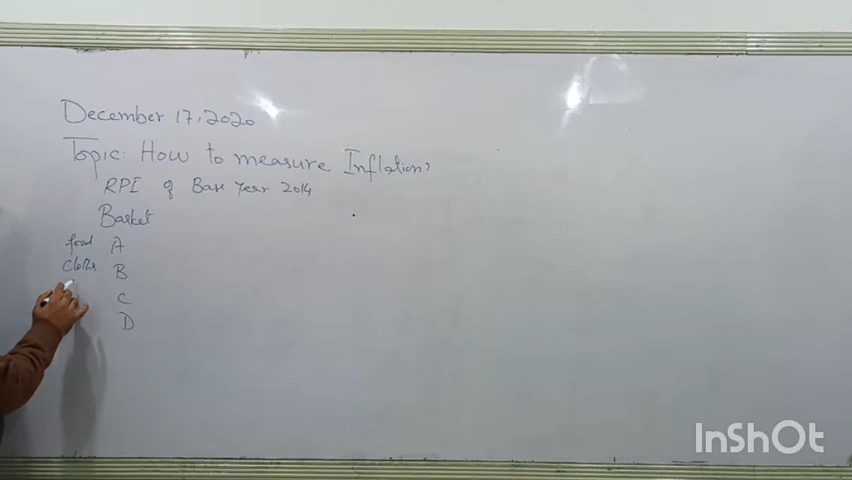 December 17, 2020
Topic: How to measure Inflation?
RPI of Base Year 2014
Basket
food A
Cloths B
C
D
InShOt